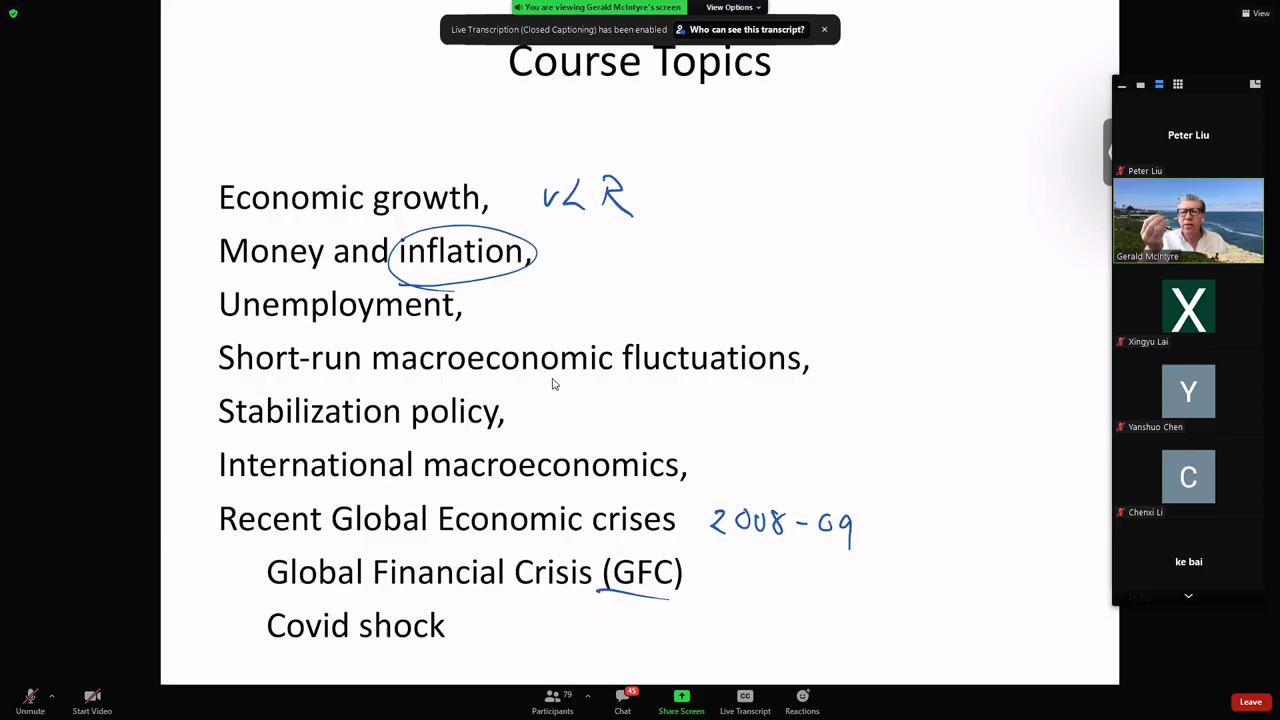 You are viewing Gerald McIntyre's screen
View Options
View
Live Transcription (Closed Captioning) has been enabled
Who can see this transcript?
Course Topics
Economic growth, v< R
Money and inflation,
Unemployment,
Short-run macroeconomic fluctuations,
Stabilization policy,
International macroeconomics,
Recent Global Economic crises 2008-09
Global Financial Crisis (GFC)
Covid shock
Peter Liu
Peter Liu
Gerald McIntyre
X
Xingyu Lai
Y
Yanshuo Chen
C
Chenxi Li
ke bai
Unmute
Start Video
79
Participants
45
Chat
Share Screen
CC
Live Transcript
Reactions
Leave